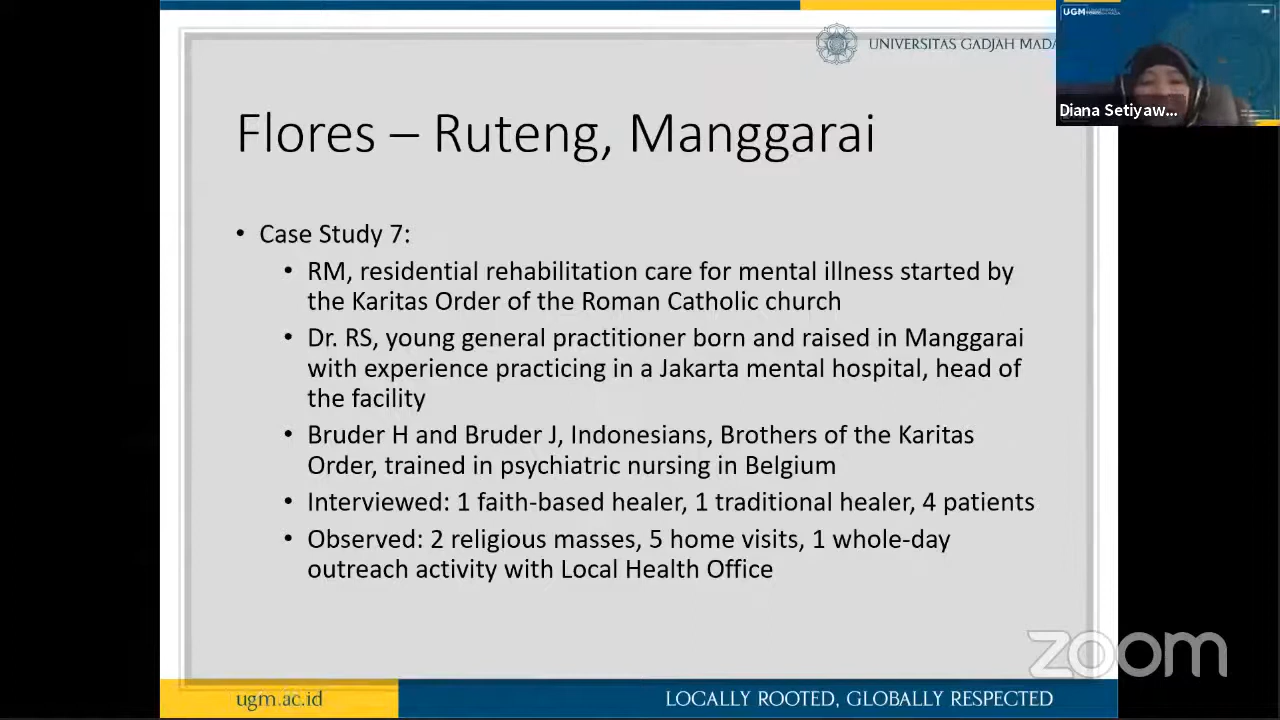 UNIVERSITAS GADJAH MADA
UGM
Diana Setiyaw...
Flores – Ruteng, Manggarai
• Case Study 7:
• RM, residential rehabilitation care for mental illness started by
the Karitas Order of the Roman Catholic church
• Dr. RS, young general practitioner born and raised in Manggarai
with experience practicing in a Jakarta mental hospital, head of
the facility
• Bruder H and Bruder J, Indonesians, Brothers of the Karitas
Order, trained in psychiatric nursing in Belgium
• Interviewed: 1 faith-based healer, 1 traditional healer, 4 patients
• Observed: 2 religious masses, 5 home visits, 1 whole-day
outreach activity with Local Health Office
zoom
ugm.ac.id
LOCALLY ROOTED, GLOBALLY RESPECTED